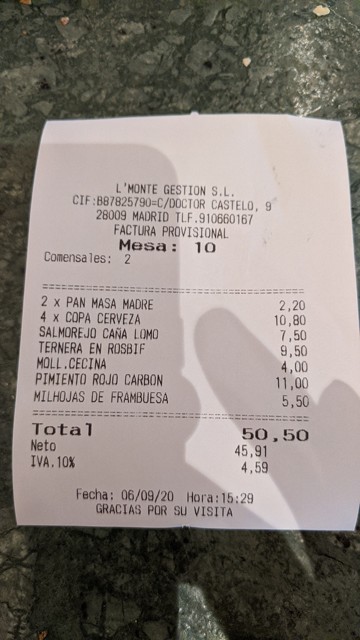 L'MONTE GESTION S.L.
CIF:B87825790=C/DOCTOR CASTELO, 9
28009 MADRID TLF.910660167
FACTURA PROVISIONAL
Mesa: 10
Comensales: 2
================================================
2 x PAN MASA MADRE 2,20
4 x COPA CERVEZA 10,80
SALMOREJO CAÑA LOMO 7,50
TERNERA EN ROSBIF 9,50
MOLL.CECINA 4,00
PIMIENTO ROJO CARBON 11,00
MILHOJAS DE FRAMBUESA 5,50
================================================
Total 50,50
Neto 45,91
IVA.10% 4,59
Fecha: 06/09/20 Hora:15:29
GRACIAS POR SU VISITA